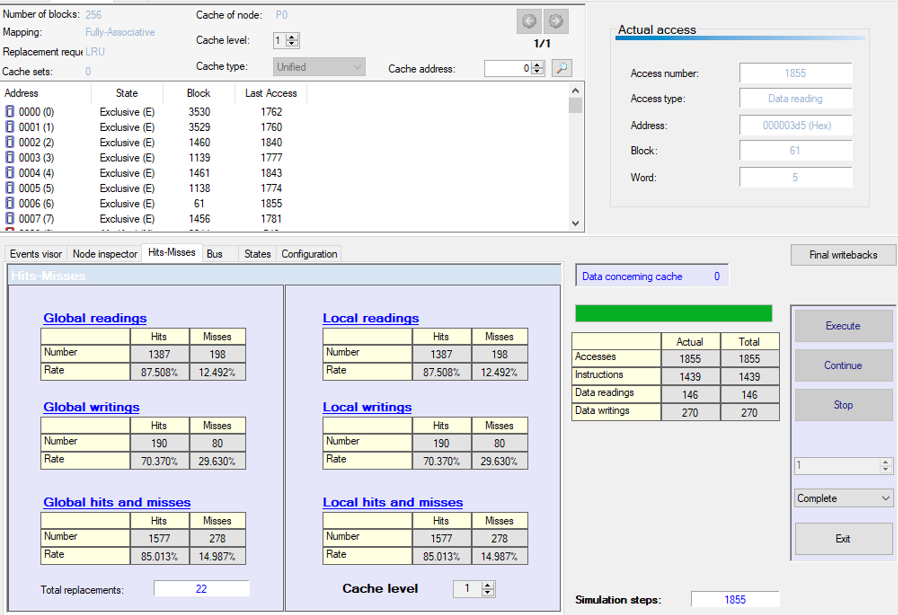 Number of blocks: 256
Mapping: Fully-Associative
Replacement reque LRU
Cache sets: 0
Cache of node: P0
Cache level: 1
Cache type: Unified
1/1
Cache address: 0
Address State Block Last Access
0000 (0) Exclusive (E) 3530 1762
0001 (1) Exclusive (E) 3529 1760
0002 (2) Exclusive (E) 1460 1840
0003 (3) Exclusive (E) 1139 1777
0004 (4) Exclusive (E) 1461 1843
0005 (5) Exclusive (E) 1138 1774
0006 (6) Exclusive (E) 61 1855
0007 (7) Exclusive (E) 1456 1781
Actual access
Access number: 1855
Access type: Data reading
Address: 000003d5 (Hex)
Block: 61
Word: 5
Events visor Node inspector Hits-Misses Bus States Configuration
Hits-Misses
Global readings
Hits Misses
Number 1387 198
Rate 87.508% 12.492%
Global writings
Hits Misses
Number 190 80
Rate 70.370% 29.630%
Global hits and misses
Hits Misses
Number 1577 278
Rate 85.013% 14.987%
Total replacements: 22
Local readings
Hits Misses
Number 1387 198
Rate 87.508% 12.492%
Local writings
Hits Misses
Number 190 80
Rate 70.370% 29.630%
Local hits and misses
Hits Misses
Number 1577 278
Rate 85.013% 14.987%
Cache level 1
Data concerning cache 0
Actual Total
Accesses 1855 1855
Instructions 1439 1439
Data readings 146 146
Data writings 270 270
Simulation steps: 1855
Final writebacks
Execute
Continue
Stop
1
Complete
Exit